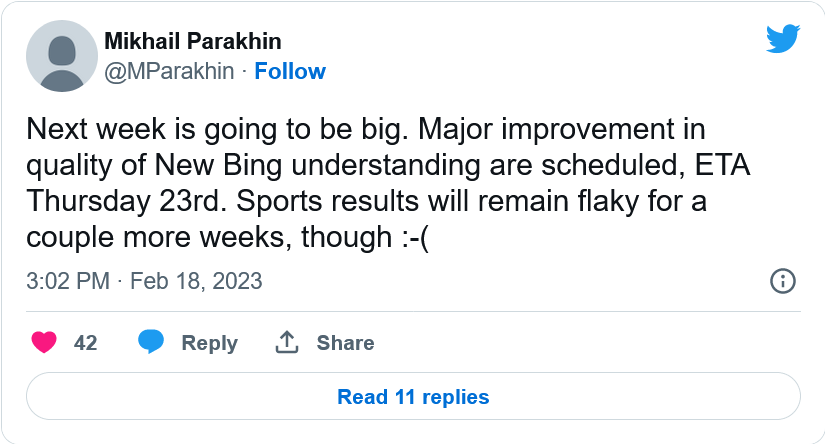 Mikhail Parakhin
@MParakhin · Follow
Next week is going to be big. Major improvement in
quality of New Bing understanding are scheduled, ETA
Thursday 23rd. Sports results will remain flaky for a
couple more weeks, though :-(
3:02 PM · Feb 18, 2023
42 Reply Share
Read 11 replies